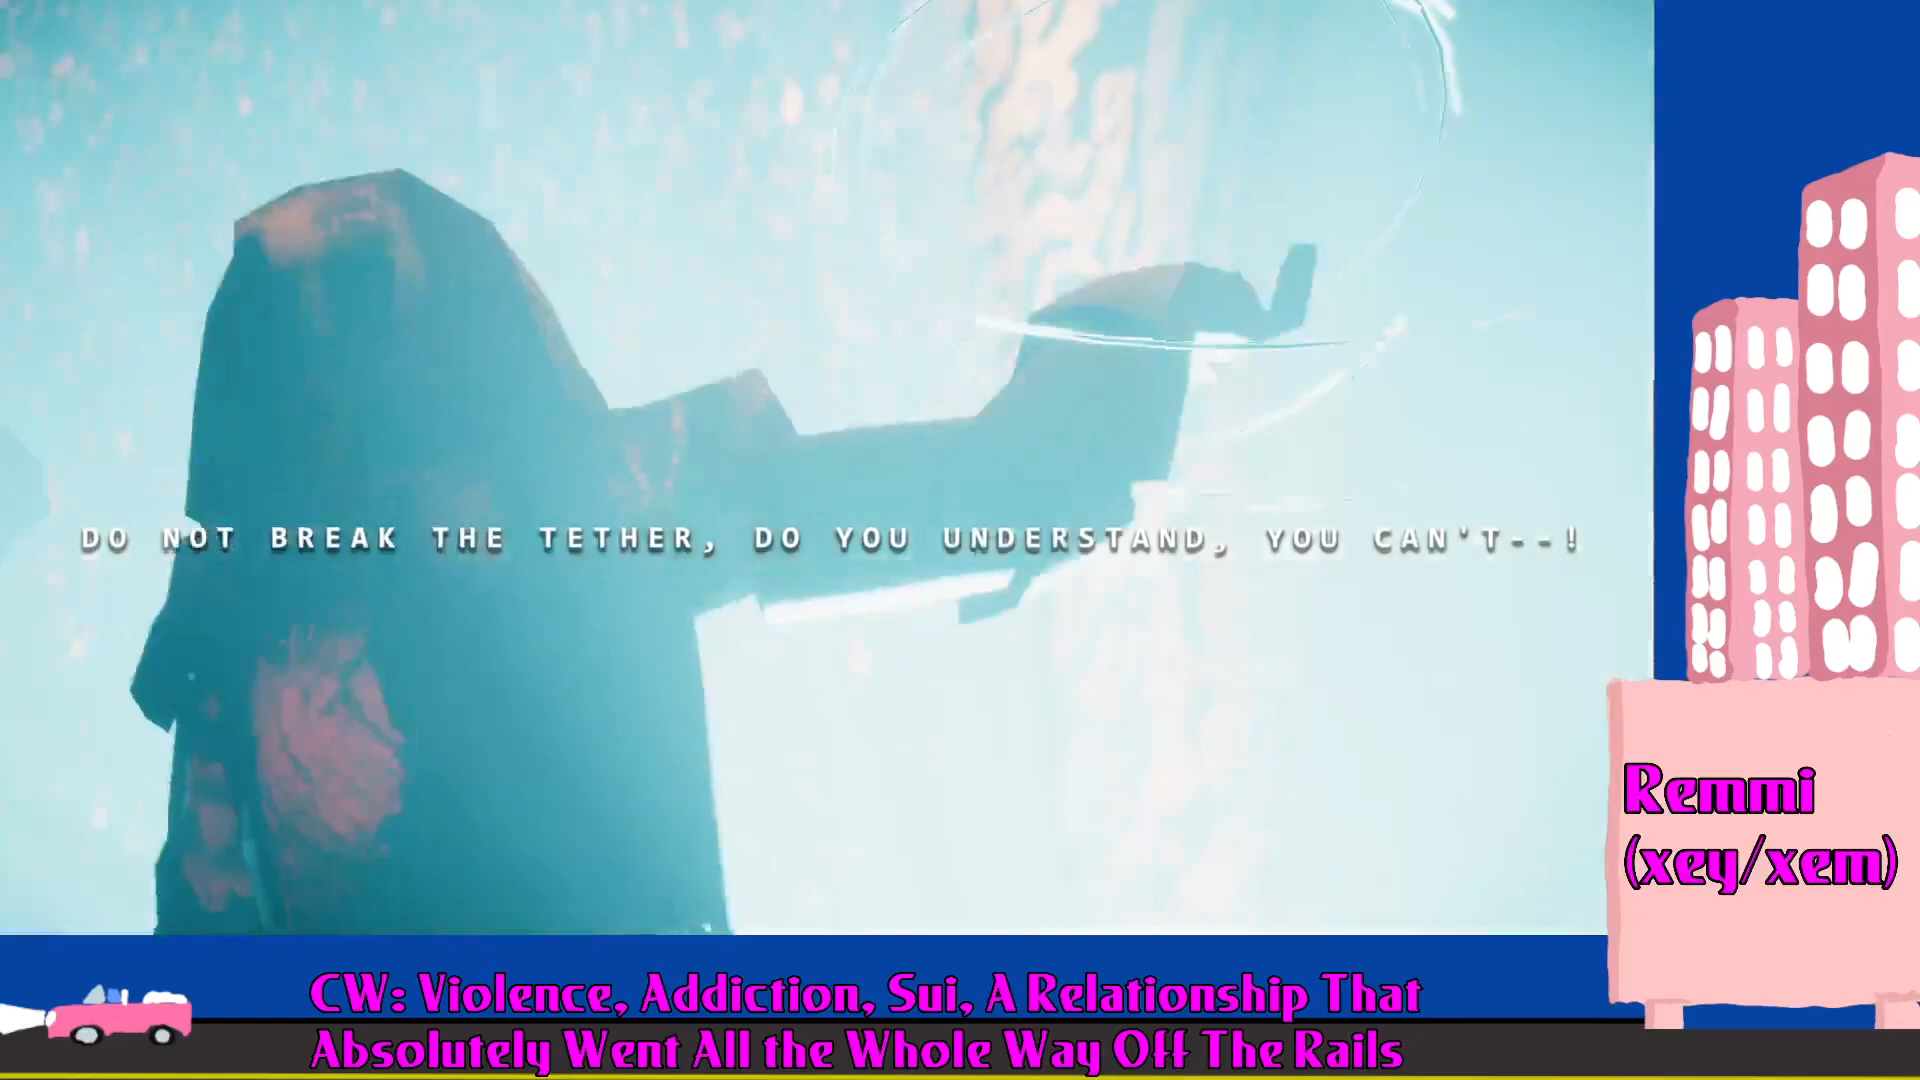 DO NOT BREAK THE TETHER, DO YOU UNDERSTAND, YOU CAN'T--!
Remmi
(xey/xem)
CW: Violence, Addiction, Sui, A Relationship That
Absolutely Went All the Whole Way Off The Rails